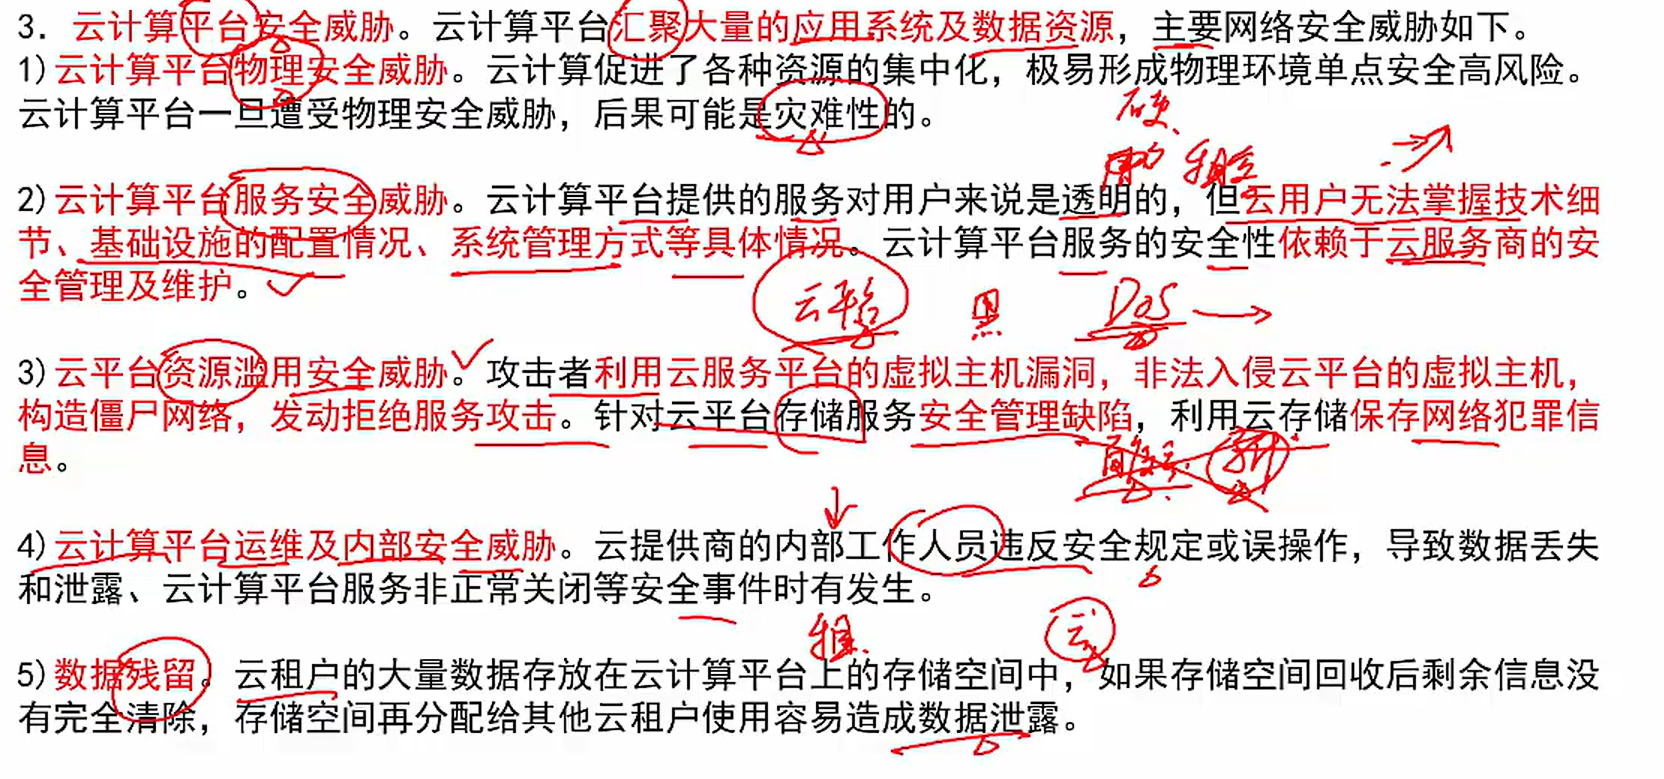 3. 云计算平台安全威胁。云计算平台汇聚大量的应用系统及数据资源，主要网络安全威胁如下。
1)云计算平台物理安全威胁。云计算促进了各种资源的集中化，极易形成物理环境单点安全高风险。
云计算平台一旦遭受物理安全威胁，后果可能是灾难性的。
硬、
2)云计算平台服务安全威胁。云计算平台提供的服务对用户来说是透明的，但云用户无法掌握技术细
节、基础设施的配置情况、系统管理方式等具体情况。云计算平台服务的安全性依赖于云服务商的安
全管理及维护。
云平台 黑 DoS
3)云平台资源滥用安全威胁。攻击者利用云服务平台的虚拟主机漏洞，非法入侵云平台的虚拟主机，
构造僵尸网络，发动拒绝服务攻击。针对云平台存储服务安全管理缺陷，利用云存储保存网络犯罪信
息。
4)云计算平台运维及内部安全威胁。云提供商的内部工作人员违反安全规定或误操作，导致数据丢失
和泄露、云计算平台服务非正常关闭等安全事件时有发生。
云
5)数据残留。云租户的大量数据存放在云计算平台上的存储空间中，如果存储空间回收后剩余信息没
有完全清除，存储空间再分配给其他云租户使用容易造成数据泄露。